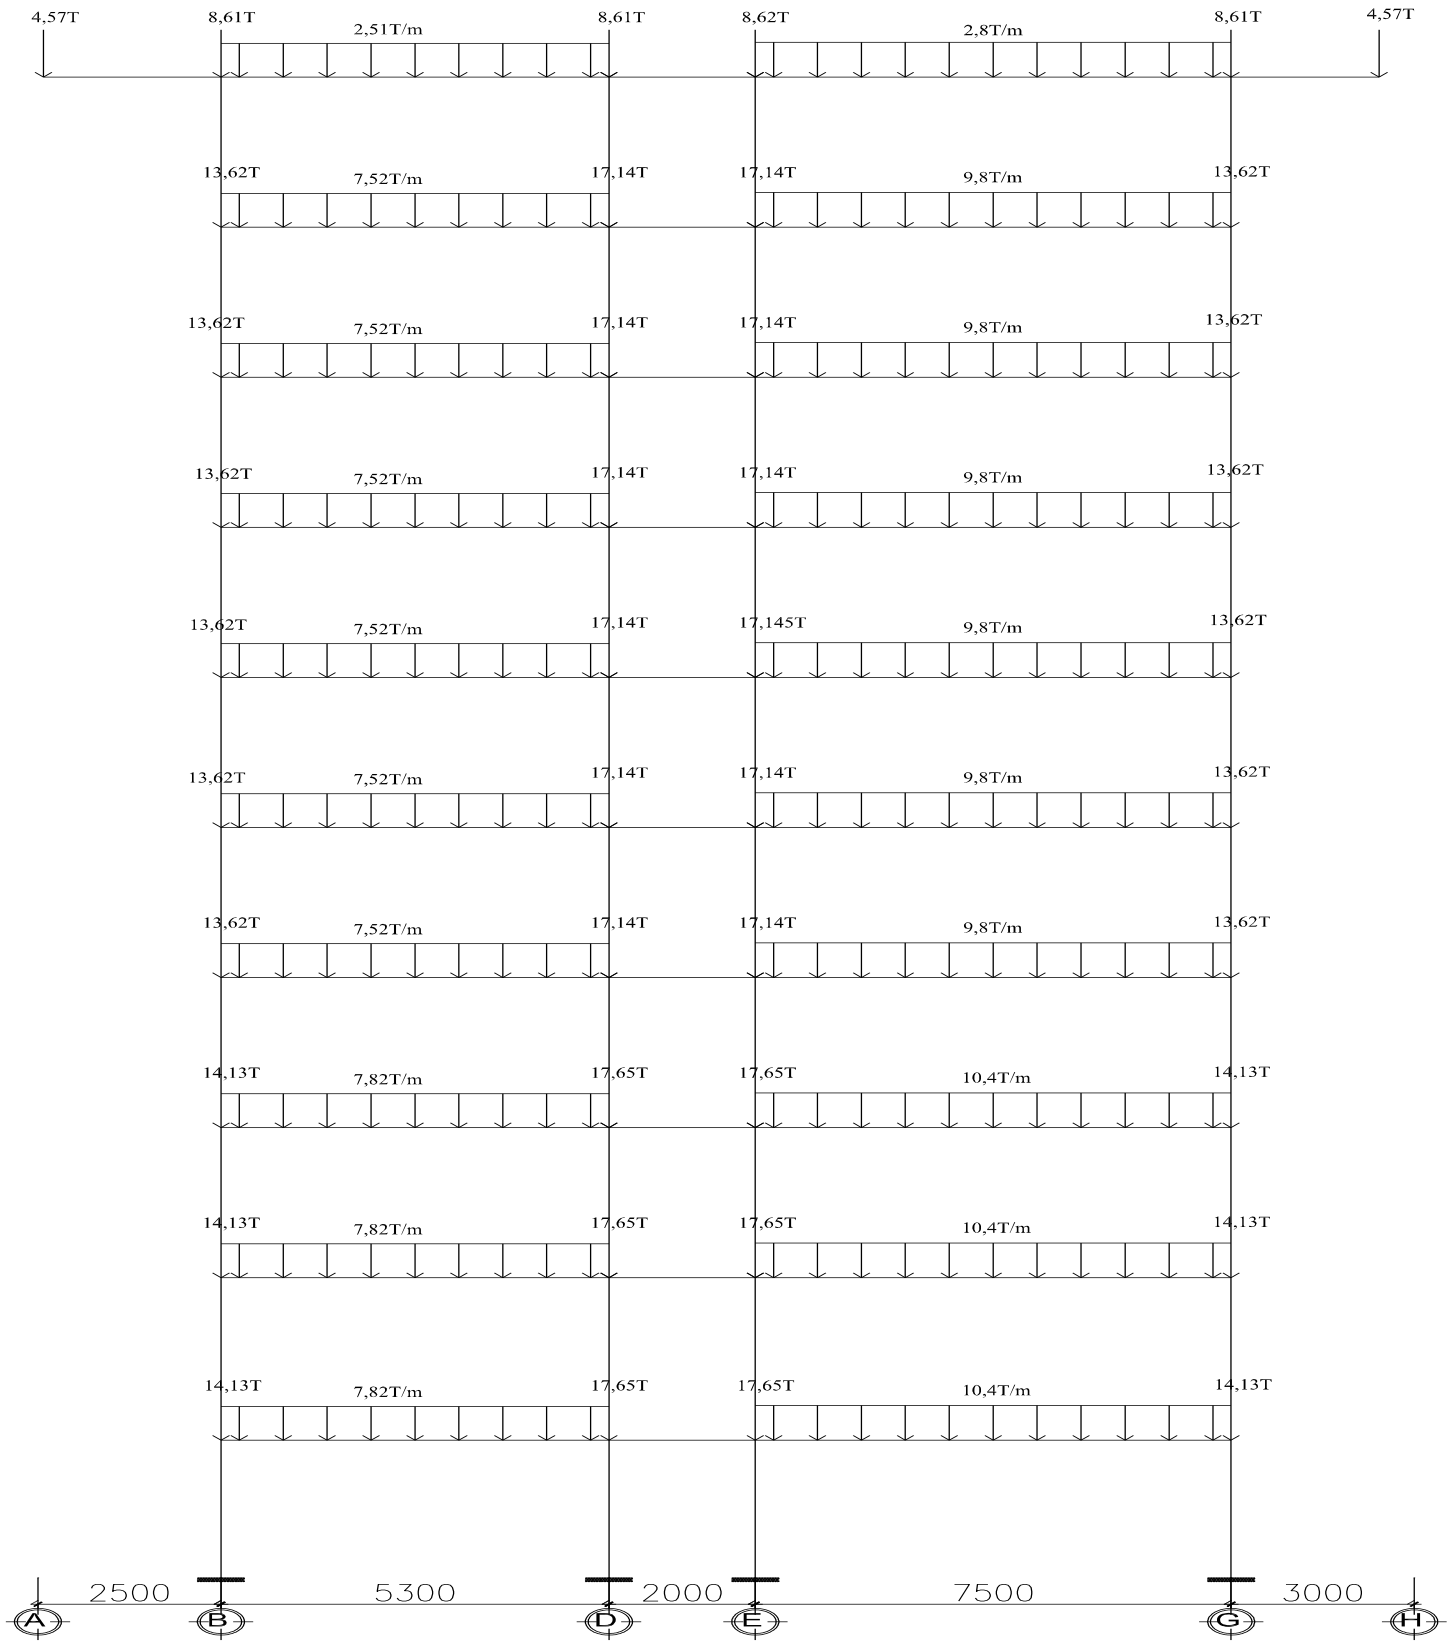 4,57T 8,61T 8,61T 8,62T 8,61T 4,57T
2,51T/m 2,8T/m
13,62T 7,52T/m 17,14T 17,14T 9,8T/m 13,62T
13,62T 7,52T/m 17,14T 17,14T 9,8T/m 13,62T
13,62T 7,52T/m 17,14T 17,14T 9,8T/m 13,62T
13,62T 7,52T/m 17,14T 17,145T 9,8T/m 13,62T
13,62T 7,52T/m 17,14T 17,14T 9,8T/m 13,62T
13,62T 7,52T/m 17,14T 17,14T 9,8T/m 13,62T
14,13T 7,82T/m 17,65T 17,65T 10,4T/m 14,13T
14,13T 7,82T/m 17,65T 17,65T 10,4T/m 14,13T
14,13T 7,82T/m 17,65T 17,65T 10,4T/m 14,13T
2500 5300 2000 7500 3000
A B D E G H